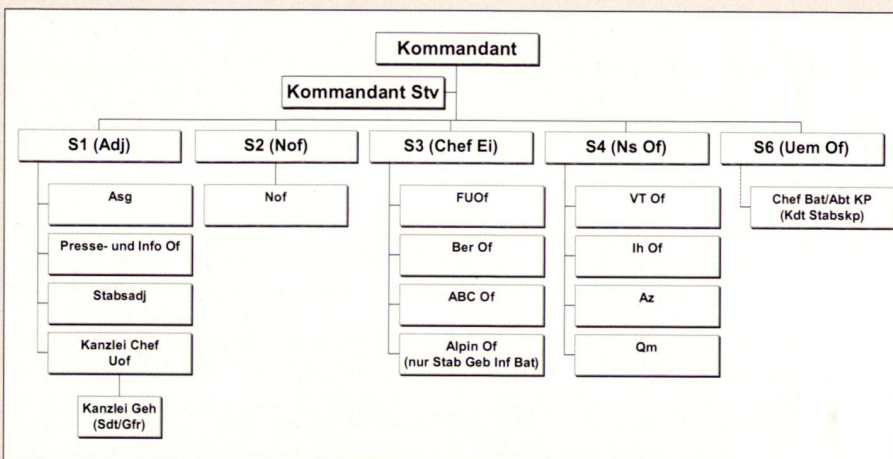 Kommandant
Kommandant Stv
S1 (Adj)
S2 (Nof)
S3 (Chef Ei)
S4 (Ns Of)
S6 (Uem Of)
Asg
Presse- und Info Of
Stabsadj
Kanzlei Chef
Uof
Kanzlei Geh
(Sdt/Gfr)
Nof
FUOf
Ber Of
ABC Of
Alpin Of
(nur Stab Geb Inf Bat)
VT Of
Ih Of
Az
Qm
Chef Bat/Abt KP
(Kdt Stabskp)